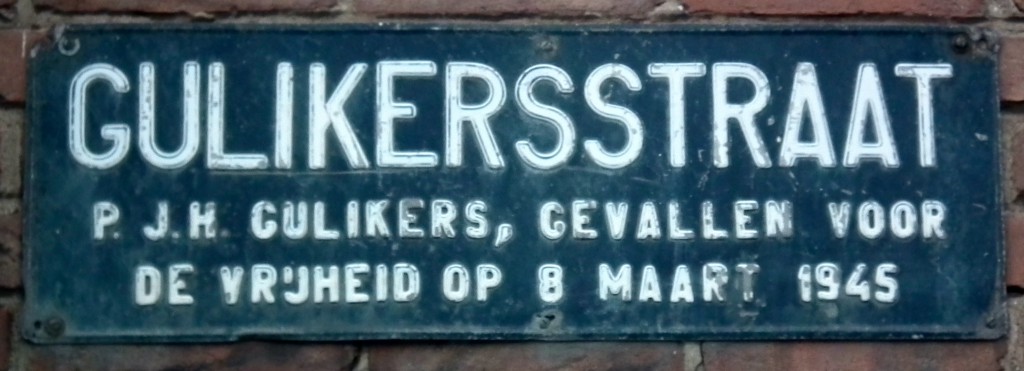 GULIKERSSTRAAT
P. J.H. GULIKERS, GEVALLEN VOOR
DE VRIJHEID OP 8 MAART 1945